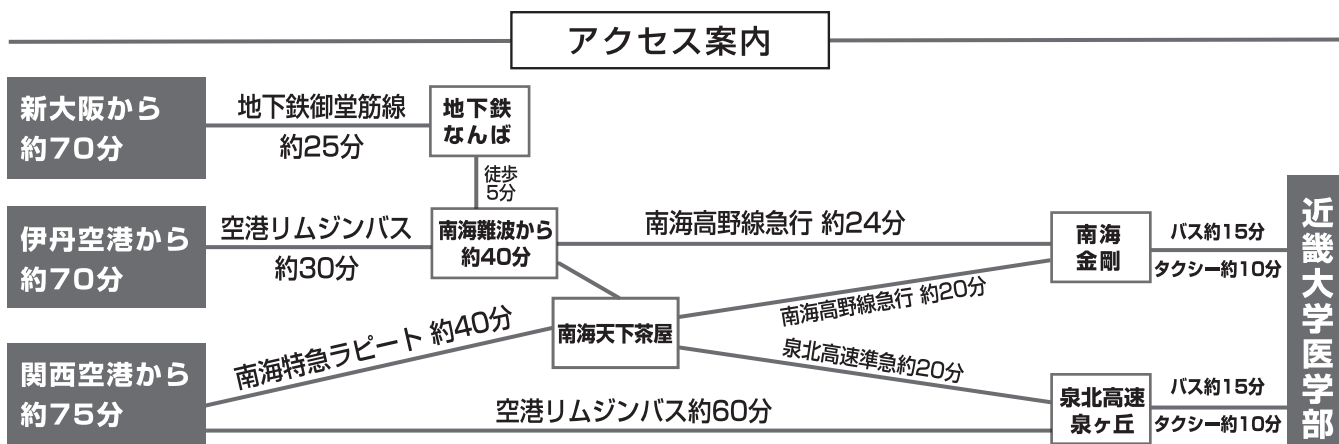 アクセス案内
新大阪から
約70分
地下鉄御堂筋線
約25分
地下鉄
なんば
徒歩
5分
伊丹空港から
約70分
空港リムジンバス
約30分
南海難波から
約40分
南海高野線急行 約24分
南海
金剛
バス約15分
タクシー約10分
南海天下茶屋
南海高野線急行 約20分
関西空港から
約75分
南海特急ラピート 約40分
泉北高速準急約20分
空港リムジンバス約60分
泉北高速
泉ヶ丘
バス約15分
タクシー約10分
近畿大学医学部